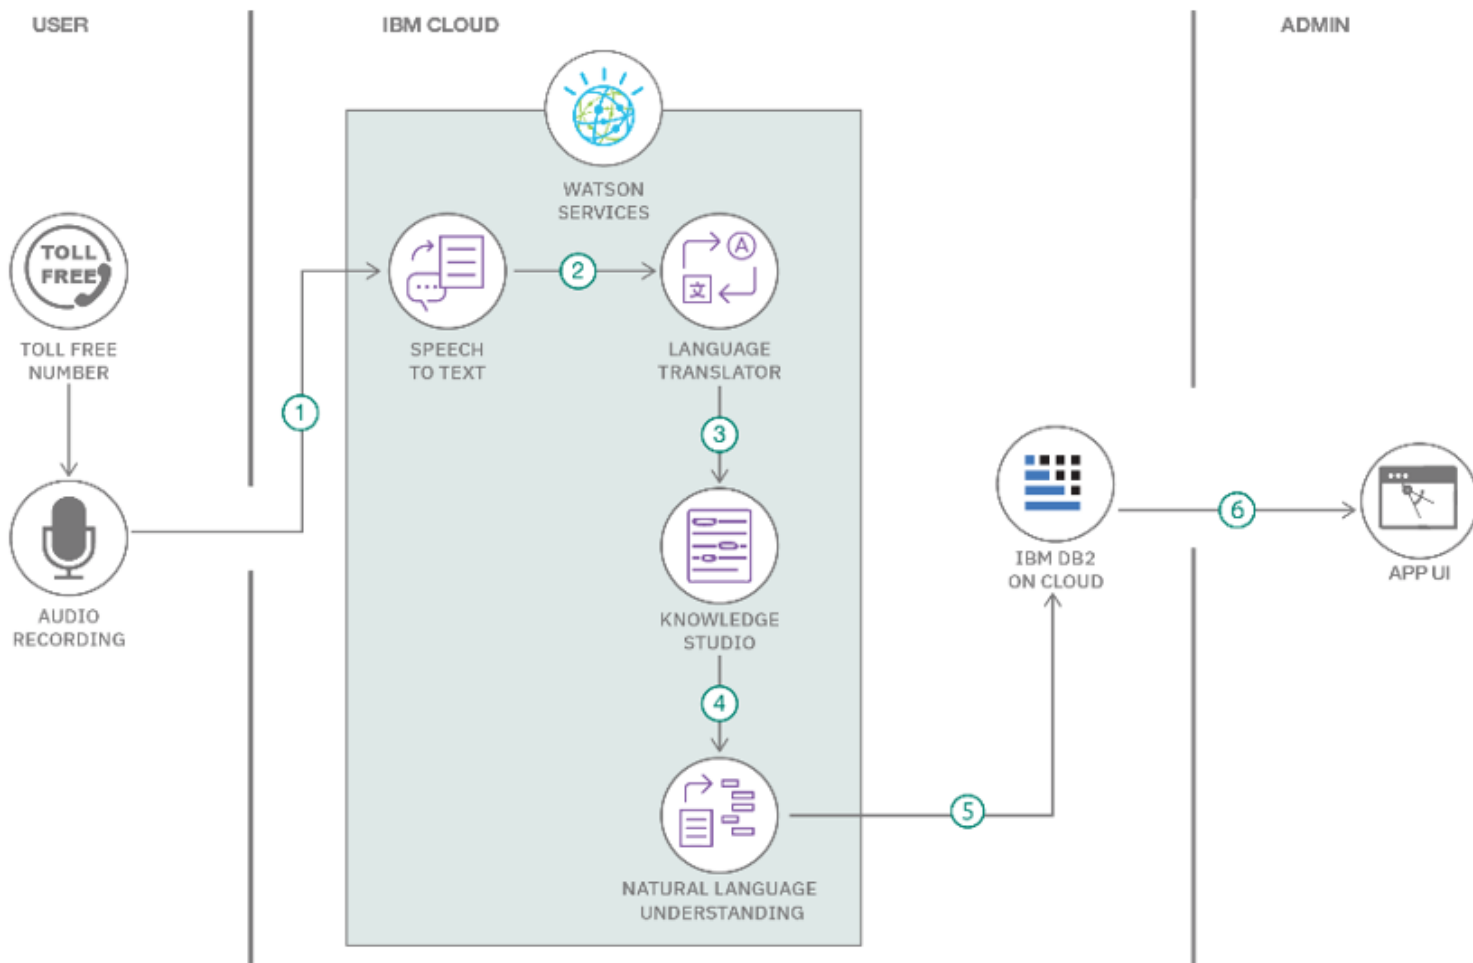 USER
IBM CLOUD
ADMIN
WATSON
SERVICES
TOLL
FREE
TOLL FREE
NUMBER
AUDIO
RECORDING
1
SPEECH
TO TEXT
2
A
文
LANGUAGE
TRANSLATOR
3
KNOWLEDGE
STUDIO
4
NATURAL LANGUAGE
UNDERSTANDING
5
IBM DB2
ON CLOUD
6
APP UI